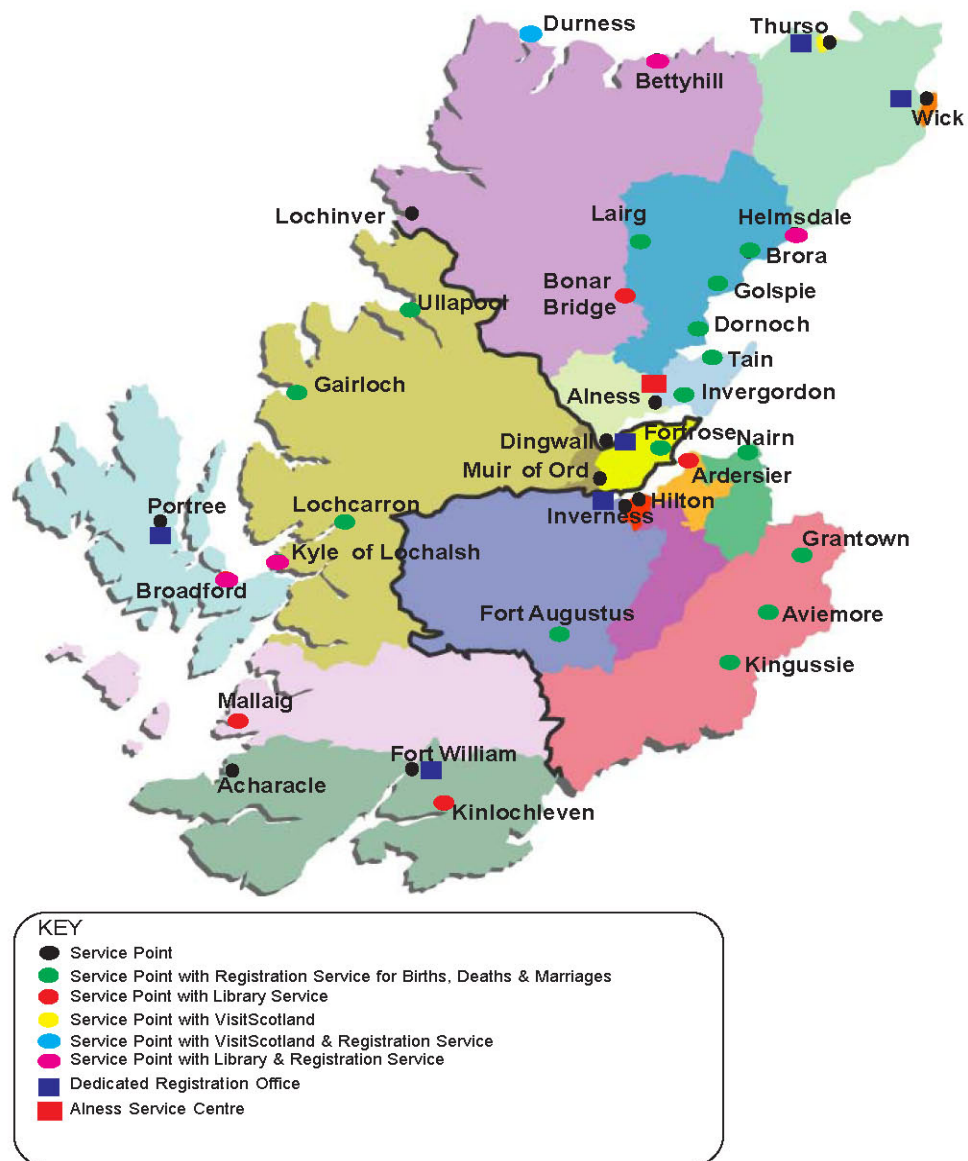 Durness
Thurso
Bettyhill
Wick
Lochinver
Lairg
Helmsdale
Brora
Bonar
Bridge
Golspie
Ullapool
Dornoch
Tain
Gairloch
Alness
Invergordon
Dingwall
Fortrose
Nairn
Muir of Ord
Ardersier
Portree
Lochcarron
Inverness
Hilton
Kyle of Lochalsh
Grantown
Broadford
Fort Augustus
Aviemore
Kingussie
Mallaig
Fort William
Acharacle
Kinlochleven
KEY
Service Point
Service Point with Registration Service for Births, Deaths & Marriages
Service Point with Library Service
Service Point with VisitScotland
Service Point with VisitScotland & Registration Service
Service Point with Library & Registration Service
Dedicated Registration Office
Alness Service Centre